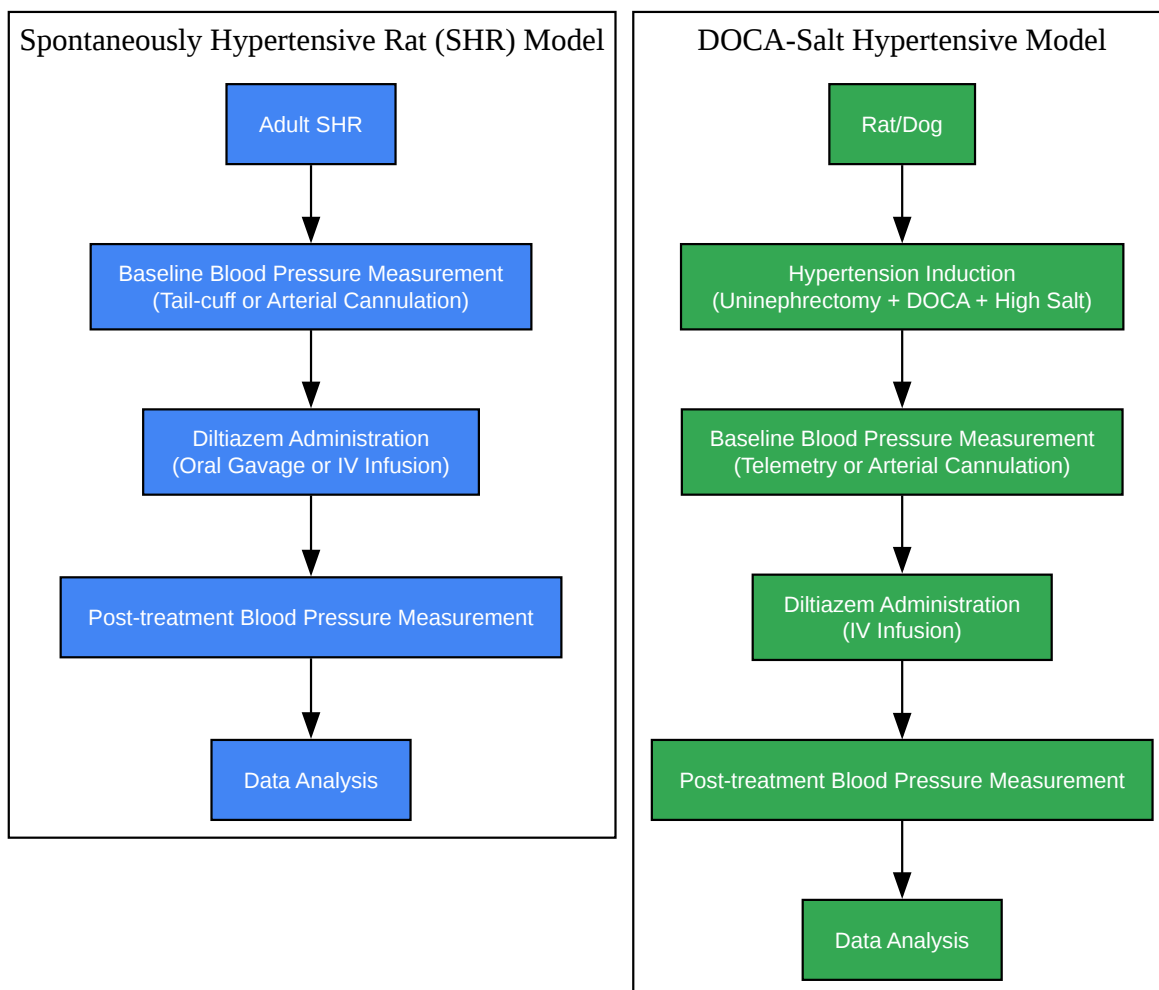 Spontaneously Hypertensive Rat (SHR) Model
Adult SHR
Baseline Blood Pressure Measurement
(Tail-cuff or Arterial Cannulation)
Diltiazem Administration
(Oral Gavage or IV Infusion)
Post-treatment Blood Pressure Measurement
Data Analysis
DOCA-Salt Hypertensive Model
Rat/Dog
Hypertension Induction
(Uninephrectomy + DOCA + High Salt)
Baseline Blood Pressure Measurement
(Telemetry or Arterial Cannulation)
Diltiazem Administration
(IV Infusion)
Post-treatment Blood Pressure Measurement
Data Analysis